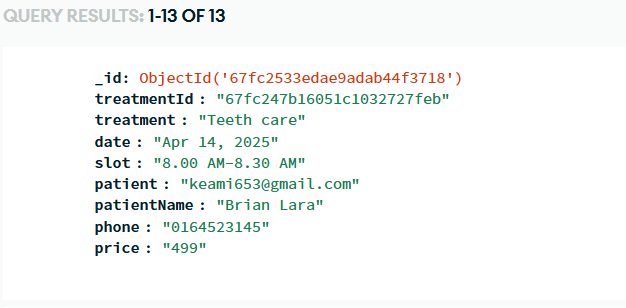 QUERY RESULTS: 1-13 OF 13
_id: ObjectId('67fc2533edae9adab44f3718')
treatmentId : "67fc247b16051c1032727feb"
treatment : "Teeth care"
date : "Apr 14, 2025"
slot : "8.00 AM-8.30 AM"
patient : "keami653@gmail.com"
patientName : "Brian Lara"
phone : "0164523145"
price : "499"